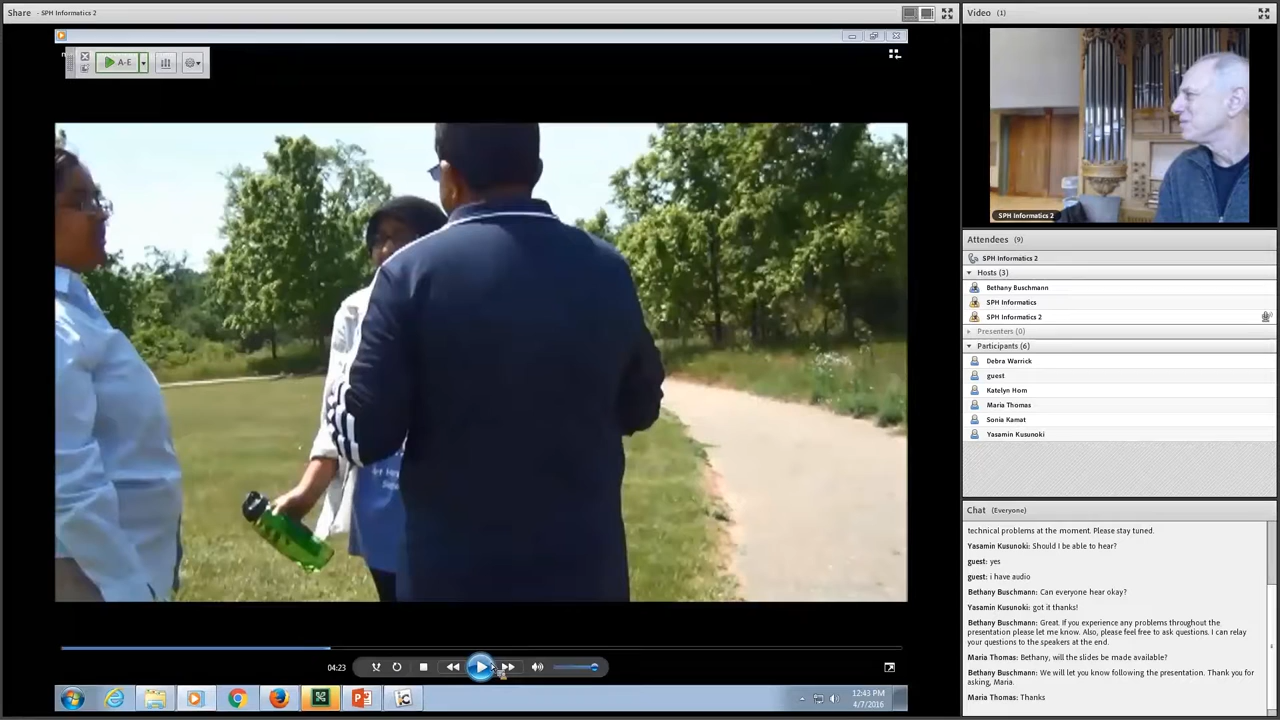 Share - SPH Informatics 2
A-E
04:23
12:43 PM
4/7/2016
Video (1)
SPH Informatics 2
Attendees (9)
SPH Informatics 2
Hosts (3)
Bethany Buschmann
SPH Informatics
SPH Informatics 2
Presenters (0)
Participants (6)
Debra Warrick
guest
Katelyn Hom
Maria Thomas
Sonia Kamat
Yasamin Kusunoki
Chat (Everyone)
technical problems at the moment. Please stay tuned.
Yasamin Kusunoki: Should I be able to hear?
guest: yes
guest: i have audio
Bethany Buschmann: Can everyone hear okay?
Yasamin Kusunoki: got it thanks!
Bethany Buschmann: Great. If you experience any problems throughout the
presentation please let me know. Also, please feel free to ask questions. I can relay
your questions to the speakers at the end.
Maria Thomas: Bethany, will the slides be made available?
Bethany Buschmann: We will let you know following the presentation. Thank you for
asking, Maria.
Maria Thomas: Thanks